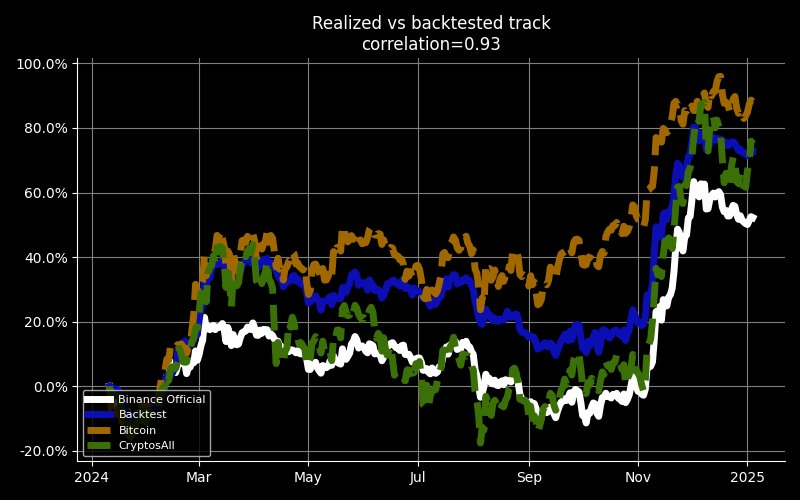 Realized vs backtested track
correlation=0.93
100.0%
80.0%
60.0%
40.0%
20.0%
0.0%
-20.0%
Binance Official
Backtest
Bitcoin
CryptosAll
2024 Mar May Jul Sep Nov 2025